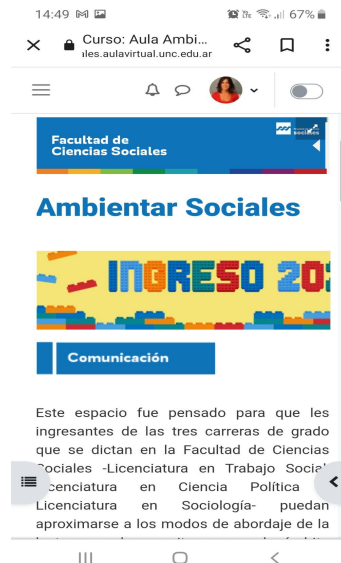 14:49
67%
Curso: Aula Ambi...
ales.aulavirtual.unc.edu.ar
Facultad de
Ciencias Sociales
sociales
Ambientar Sociales
INGRESO 202
Comunicación
Este espacio fue pensado para que les
ingresantes de las tres carreras de grado
que se dictan en la Facultad de Ciencias
Sociales -Licenciatura en Trabajo Social
Licenciatura en Ciencia Política
Licenciatura en Sociología- puedan
aproximarse a los modos de abordaje de la